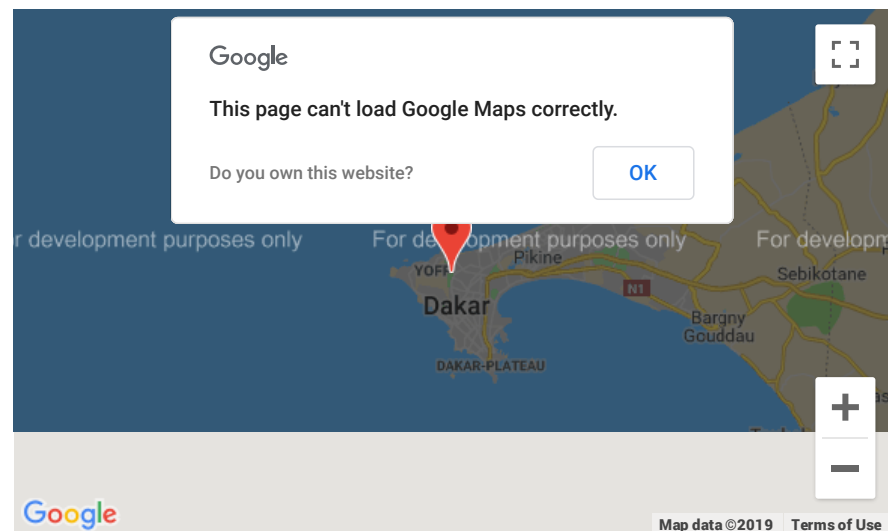 Google
This page can't load Google Maps correctly.
Do you own this website?
OK
r development purposes only
For de opment purposes only
For developm
Pikine
YOFF
Sebikotane
N1
Dakar
Bargny
Gouddau
DAKAR-PLATEAU
Google
Map data ©2019
Terms of Use